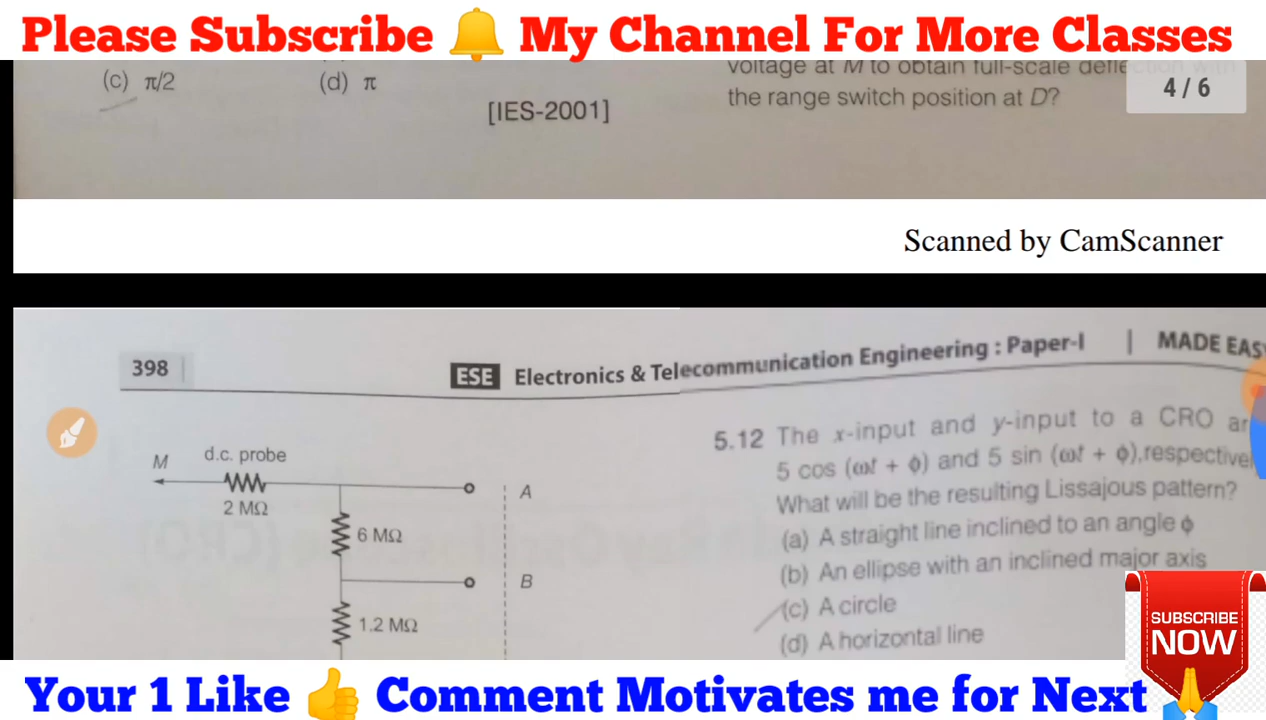 Please Subscribe 🔔 My Channel For More Classes
(c) π/2 (d) π
[IES-2001]
voltage at M to obtain full-scale deflection with
the range switch position at D?
4 / 6
Scanned by CamScanner
398
ESE Electronics & Telecommunication Engineering : Paper-I | MADE EASY
d.c. probe
M
2 MΩ
A
6 MΩ
B
1.2 MΩ
5.12 The x-input and y-input to a CRO ar
5 cos (ωt + ϕ) and 5 sin (ωt + ϕ),respective
What will be the resulting Lissajous pattern?
(a) A straight line inclined to an angle ϕ
(b) An ellipse with an inclined major axis
(c) A circle
(d) A horizontal line
SUBSCRIBE
NOW
Your 1 Like 👍 Comment Motivates me for Next